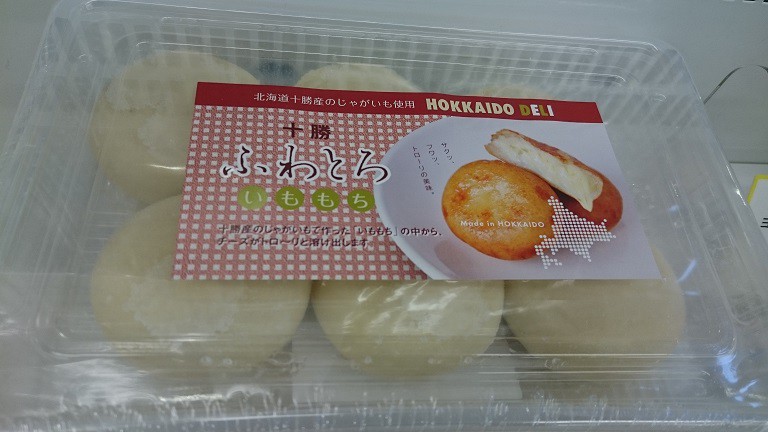 北海道十勝産のじゃがいも使用 HOKKAIDO DELI
十勝
ふわとろ
いももち
十勝産のじゃがいもで作った「いももち」の中から、
チーズがトローリと溶け出します。
サクッ、
フワッ、
トローリの美味。
Made in HOKKAIDO